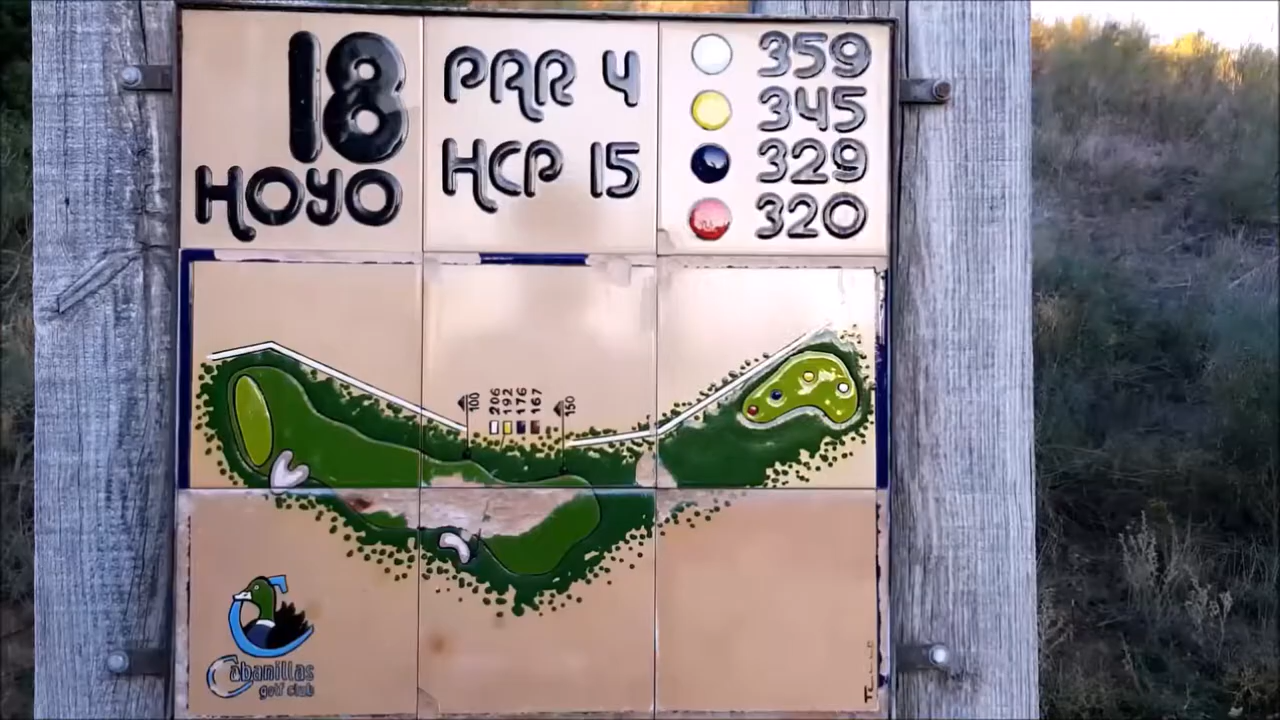 18
HOYO
PAR 4
HCP 15
359
345
329
320
100
206
192
176
167
150
Cabanillas
golf club